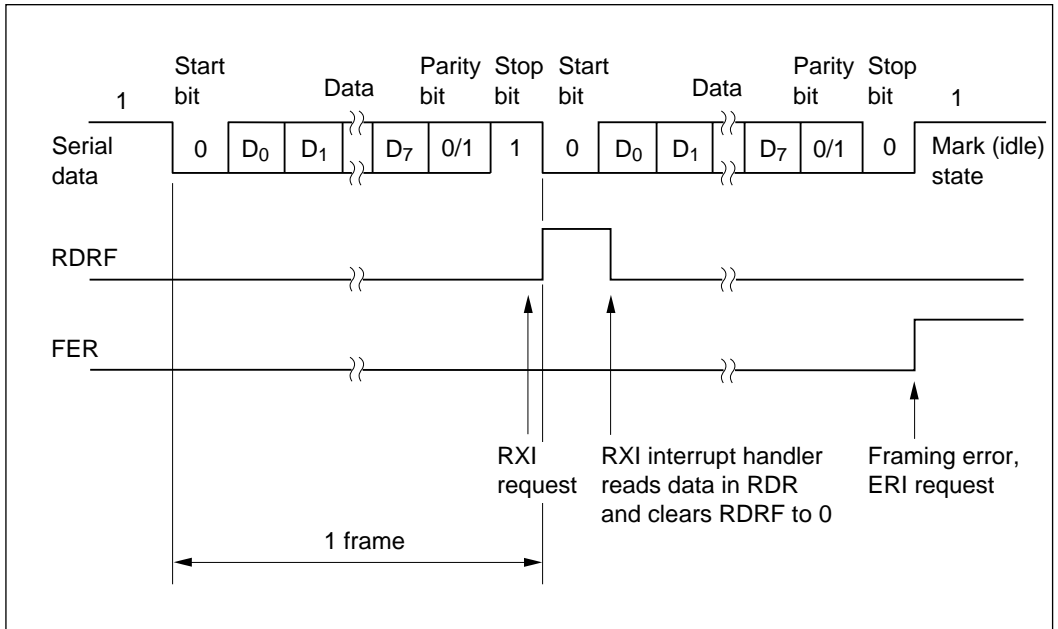 Start bit Data Parity bit Stop bit Start bit Data Parity bit Stop bit
1 1
Serial data 0 D₀ D₁ D₇ 0/1 1 0 D₀ D₁ D₇ 0/1 0 Mark (idle) state
RDRF
FER
RXI request
RXI interrupt handler
reads data in RDR
and clears RDRF to 0
Framing error,
ERI request
1 frame